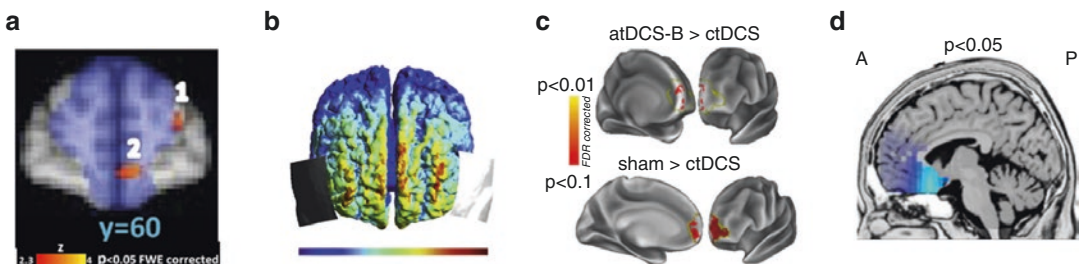 a
1
2
y=60
z
2.3
4
p<0.05 FWE corrected
b
c
atDCS-B > ctDCS
p<0.01
FDR corrected
p<0.1
sham > ctDCS
d
p<0.05
A
P